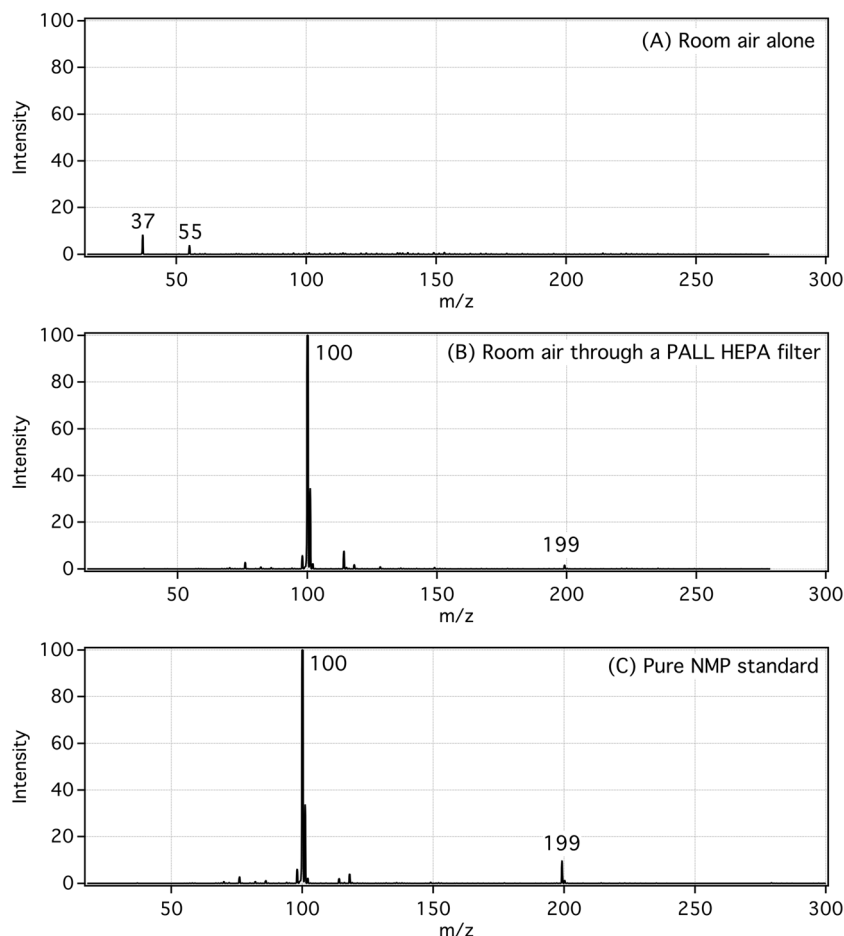 (A) Room air alone
100
80
60
40
20
0
Intensity
37
55
50 100 150 200 250 300
m/z
(B) Room air through a PALL HEPA filter
100
80
60
40
20
0
Intensity
100
199
50 100 150 200 250 300
m/z
(C) Pure NMP standard
100
80
60
40
20
0
Intensity
100
199
50 100 150 200 250 300
m/z